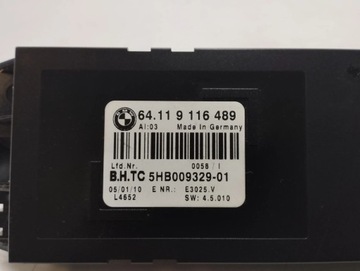 BMW
64.11 9 116 489
AI:03 Made in Germany
Lfd.Nr. 0058 / I
B.H.TC 5HB009329-01
05/01/10 E NR.: E3025.V
L4652 SW: 4.5.010